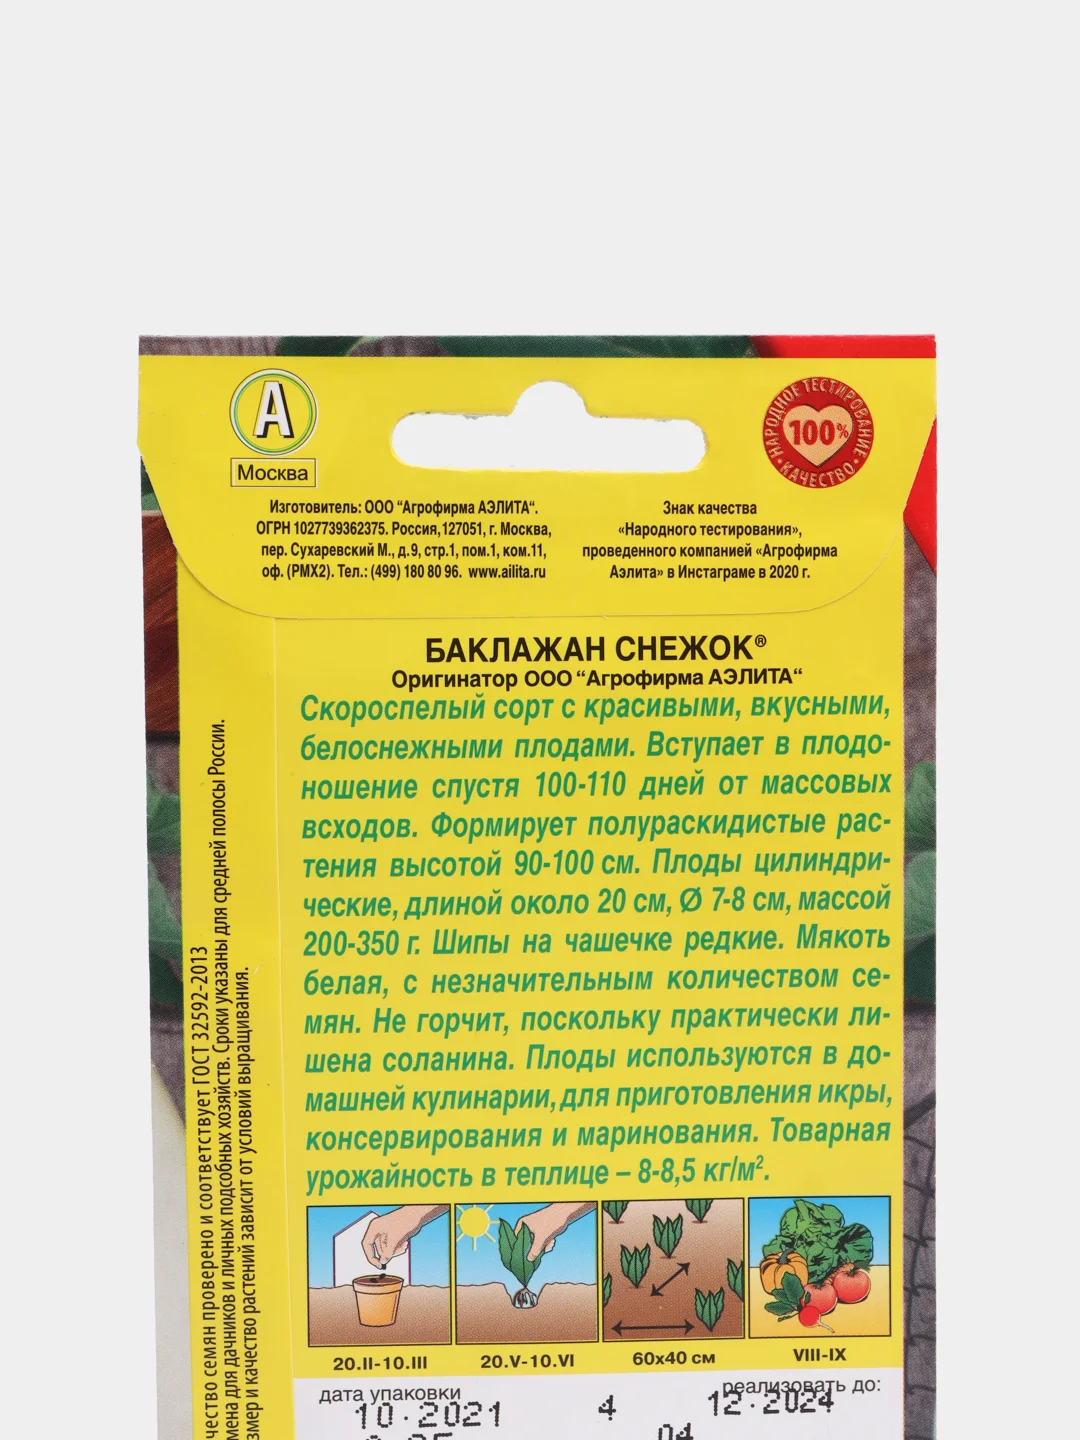 А
Москва
НАРОДНОЕ ТЕСТИРОВАНИЕ
100%
КАЧЕСТВО
Изготовитель: ООО “Агрофирма АЭЛИТА“.
ОГРН 1027739362375. Россия,127051, г. Москва,
пер. Сухаревский М., д.9, стр.1, пом.1, ком.11,
оф. (РМХ2). Тел.: (499) 180 80 96. www.ailita.ru
Знак качества
«Народного тестирования»,
проведенного компанией «Агрофирма
Аэлита» в Инстаграме в 2020 г.
БАКЛАЖАН СНЕЖОК®
Оригинатор ООО “Агрофирма АЭЛИТА“
Скороспелый сорт с красивыми, вкусными,
белоснежными плодами. Вступает в плодо-
ношение спустя 100-110 дней от массовых
всходов. Формирует полураскидистые рас-
тения высотой 90-100 см. Плоды цилиндри-
ческие, длиной около 20 см, Ø 7-8 см, массой
200-350 г. Шипы на чашечке редкие. Мякоть
белая, с незначительным количеством се-
мян. Не горчит, поскольку практически ли-
шена соланина. Плоды используются в до-
машней кулинарии, для приготовления икры,
консервирования и маринования. Товарная
урожайность в теплице – 8-8,5 кг/м².
20.II-10.III
20.V-10.VI
60x40 см
VIII-IX
дата упаковки
реализовать до:
10·2021
4
12·2024
04
чество семян проверено и соответствует ГОСТ 32592-2013
мена для дачников и личных подсобных хозяйств. Сроки указаны для средней полосы России.
змер и качество растений зависит от условий выращивания.